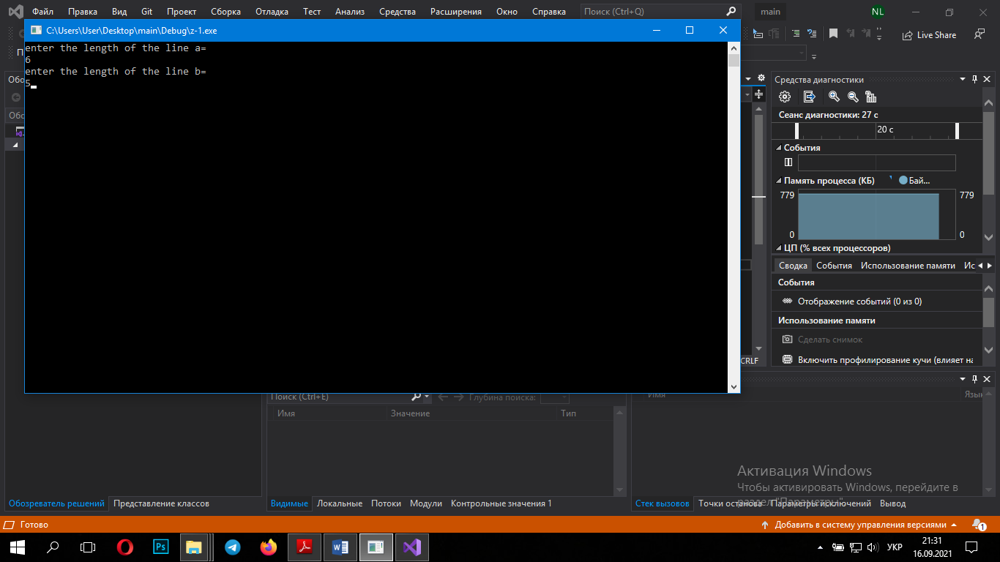 Файл Правка Вид Git Проект Сборка Отладка Тест Анализ Средства Расширения Окно Справка Поиск (Ctrl+Q) main NL
C:\Users\User\Desktop\main\Debug\z-1.exe
Live Share
enter the length of the line a=
6
enter the length of the line b=
5
Средства диагностики
Сеанс диагностики: 27 с
20 с
События
Память процесса (КБ) Бай...
779 779
0 0
ЦП (% всех процессоров)
Сводка События Использование памяти Ис
События
Отображение событий (0 из 0)
Использование памяти
Сделать снимок
Включить профилирование кучи (влияет на
CRLF
Поиск (Ctrl+E) Глубина поиска:
Имя Значение Тип
Имя Язык
Активация Windows
Чтобы активировать Windows, перейдите в
раздел "Параметры".
Обозреватель решений Представление классов
Видимые Локальные Потоки Модули Контрольные значения 1
Стек вызовов Точки останова Параметры исключений Вывод
Готово
Добавить в систему управления версиями 1
Ps
W
УКР
21:31
16.09.2021